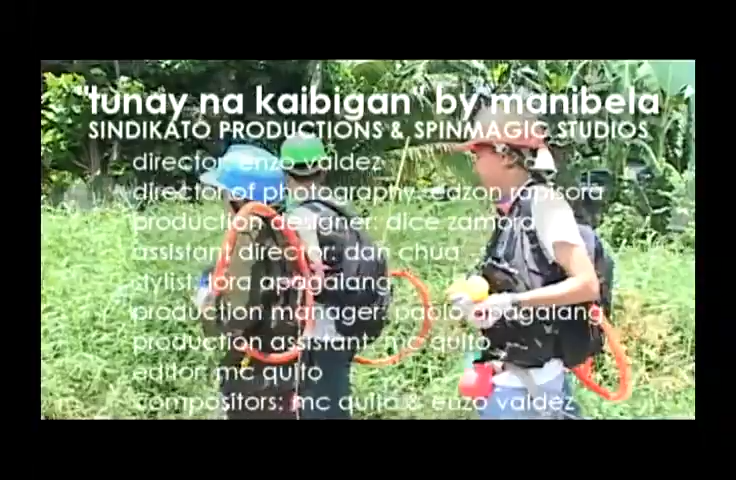 "tunay na kaibigan" by manibela
SINDIKATO PRODUCTIONS & SPINMAGIC STUDIOS
director: enzo valdez
director of photography: edzon rapisora
production designer: dice zamora
assistant director: dan chua
stylist: lora apagalang
production manager: paolo apagalang
production assistant: mc quito
editor: mc quito
compositors: mc quito & enzo valdez